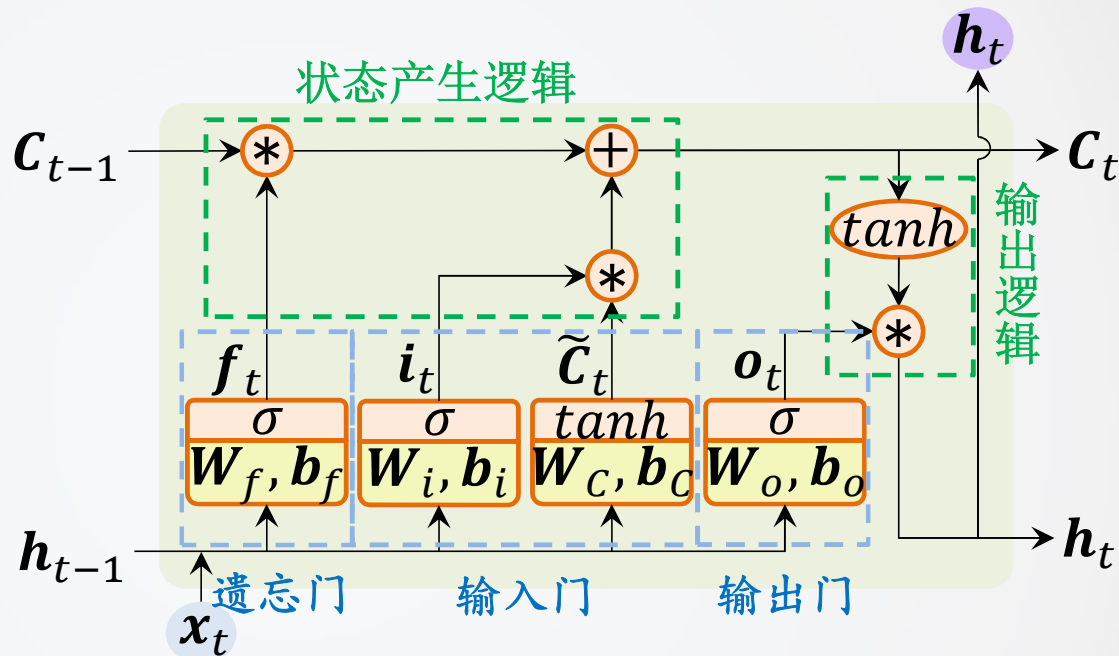 h_t
状态产生逻辑
C_{t-1}
*
+
C_t
输出逻辑
tanh
*
*
f_t
i_t
C̃_t
o_t
σ
σ
tanh
σ
W_f, b_f
W_i, b_i
W_C, b_C
W_o, b_o
h_{t-1}
h_t
遗忘门
输入门
输出门
x_t